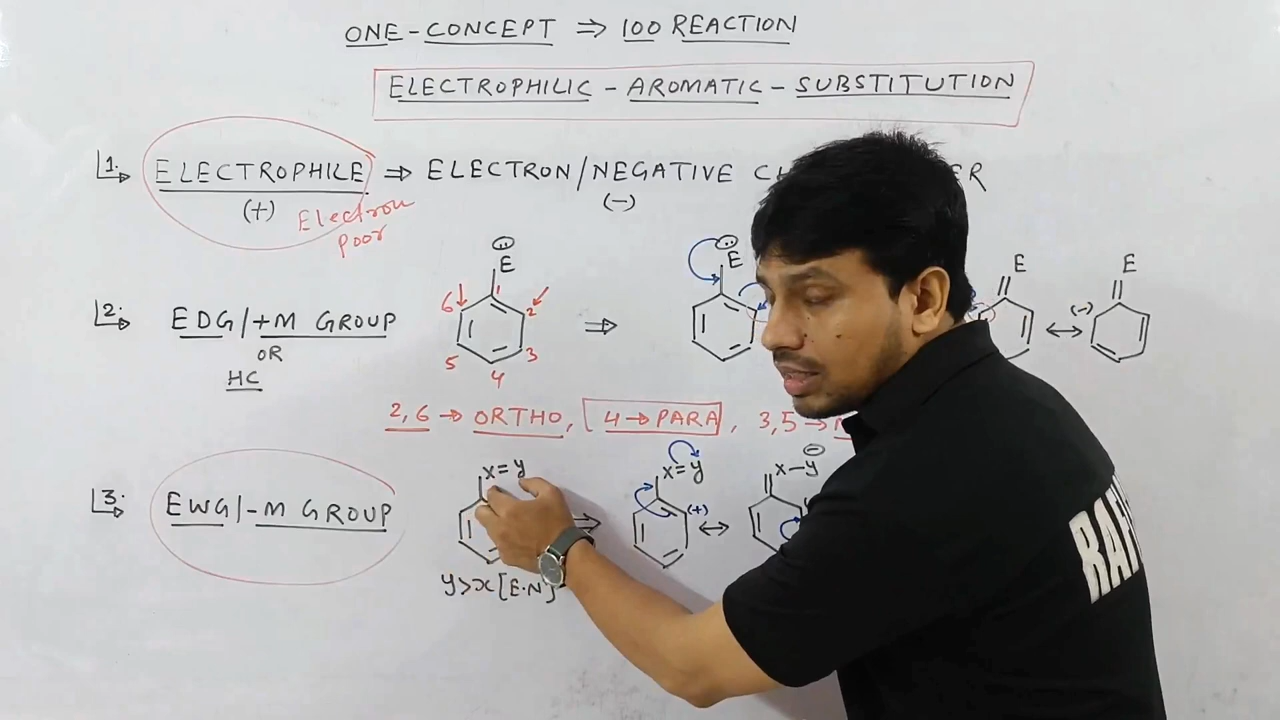 ONE-CONCEPT ⇒ 100 REACTION
ELECTROPHILIC - AROMATIC - SUBSTITUTION
1. ELECTROPHILE ⇒ ELECTRON/NEGATIVE
(+) Electron poor (-)
2. EDG/+M GROUP
OR
HC
E 1 2 3 4 5 6 ⇒ E E ↔ (-) E
2,6 → ORTHO, 4 → PARA, 3,5 →
3. EWG/-M GROUP
X=Y ⇒ X=Y (+) ↔ X-Y -
Y>X [E.N]
RAF